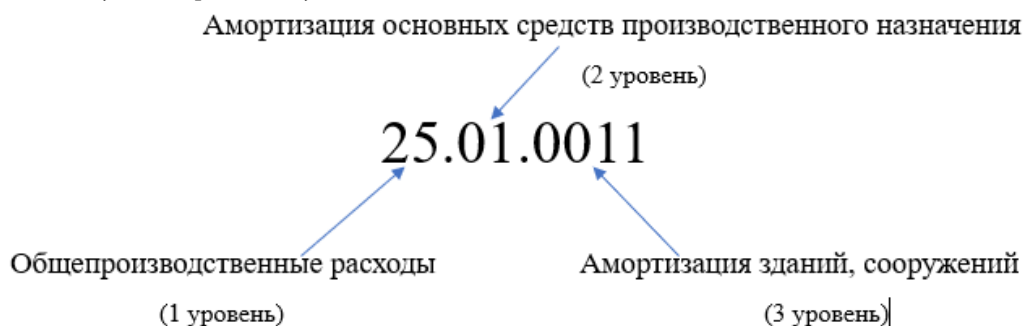 Амортизация основных средств производственного назначения
(2 уровень)
25.01.0011
Общепроизводственные расходы
Амортизация зданий, сооружений
(1 уровень)
(3 уровень)